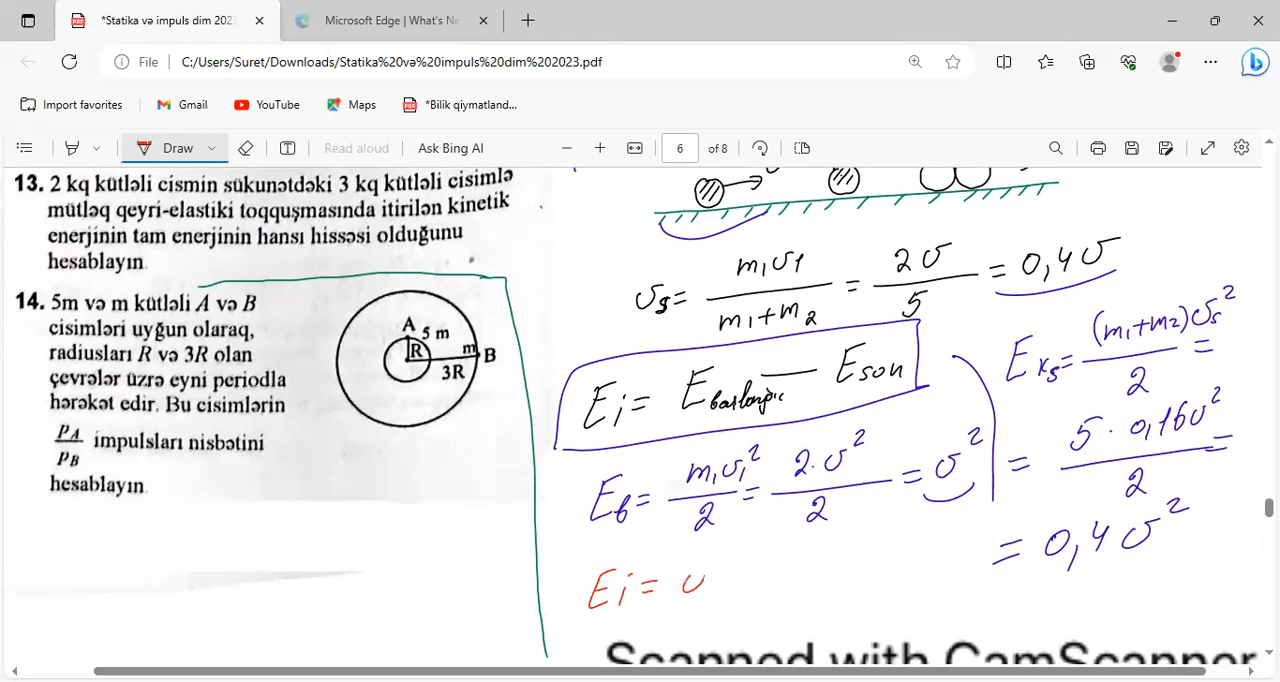 *Statika və impuls dim 202
Microsoft Edge | What's Ne
File
C:/Users/Suret/Downloads/Statika%20və%20impuls%20dim%202023.pdf
Import favorites
Gmail
YouTube
Maps
*Bilik qiymatland...
Draw
Read aloud
Ask Bing AI
6
of 8
13. 2 kq kütləli cismin sükunətdəki 3 kq kütləli cisimlə
mütləq qeyri-elastiki toqquşmasında itirilən kinetik
enerjinin tam enerjinin hansı hissəsi olduğunu
hesablayın.
14. 5m və m kütləli A və B
cisimləri uyğun olaraq,
radiusları R və 3R olan
çevrələr üzrə eyni periodla
hərəkət edir. Bu cisimlərin
pA/pB impulsları nisbətini
hesablayın.
A
5 m
R
m
B
3R
υs = m₁υ₁/(m₁+m₂) = 2υ/5 = 0,4υ
Ei = Ebaşlanğıc — Eson
Eb = m₁υ₁²/2 = 2·υ²/2 = υ²
Eks = (m₁+m₂)υs²/2 =
= 5 · 0,16υ²/2 =
= 0,4υ²
Ei = υ
Scanned with CamScanner